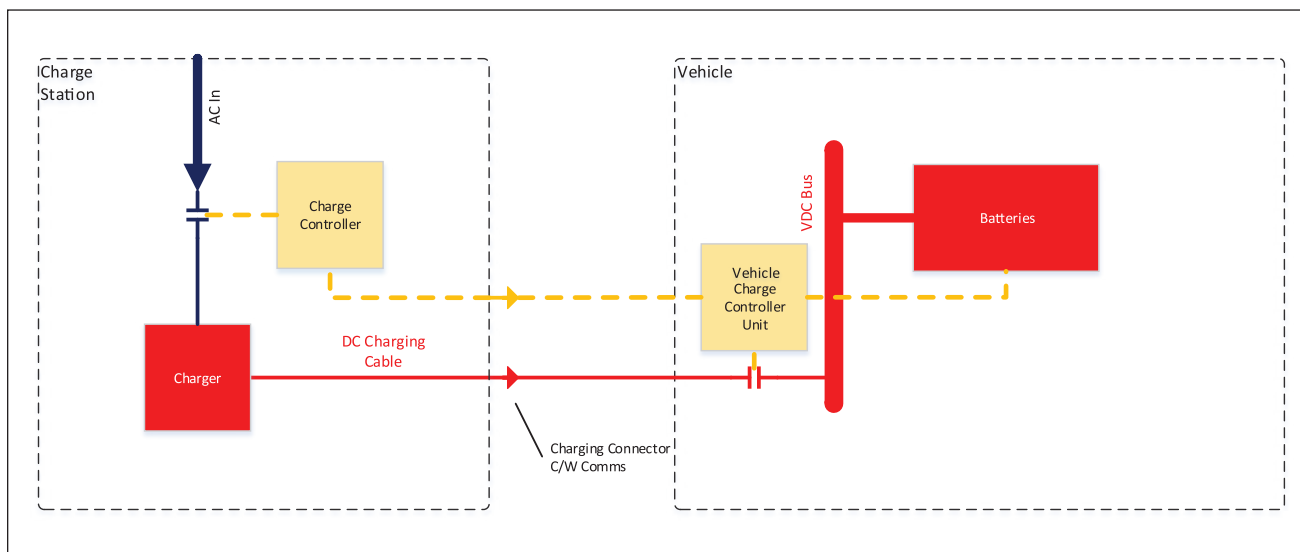 Charge
Station
AC In
Charge
Controller
Charger
DC Charging
Cable
Charging Connector
C/W Comms
Vehicle
VDC Bus
Batteries
Vehicle
Charge
Controller
Unit